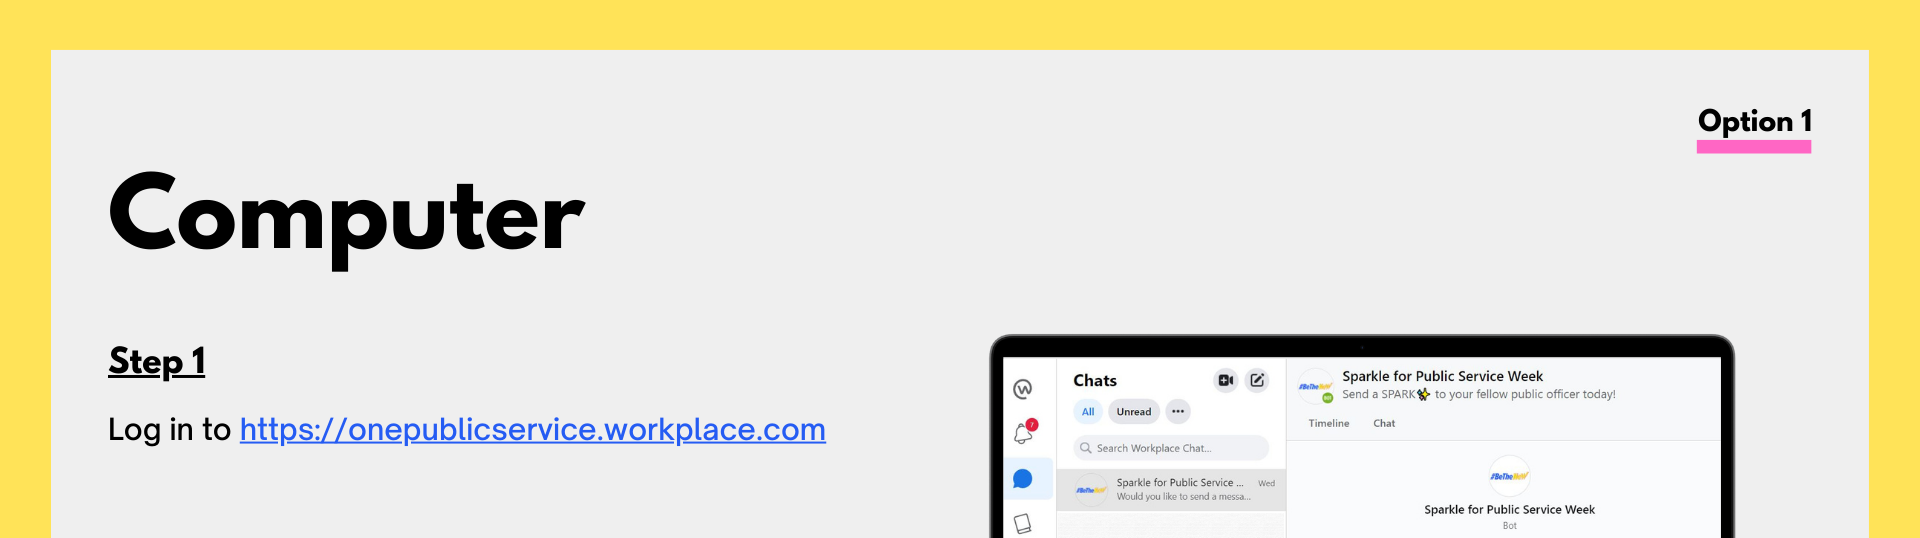 Option 1
Computer
Step 1
Log in to https://onepublicservice.workplace.com
Chats
All
Unread
7
Search Workplace Chat...
Sparkle for Public Service ...
Wed
Would you like to send a messa...
Sparkle for Public Service Week
Send a SPARK✨ to your fellow public officer today!
Timeline
Chat
Sparkle for Public Service Week
Bot